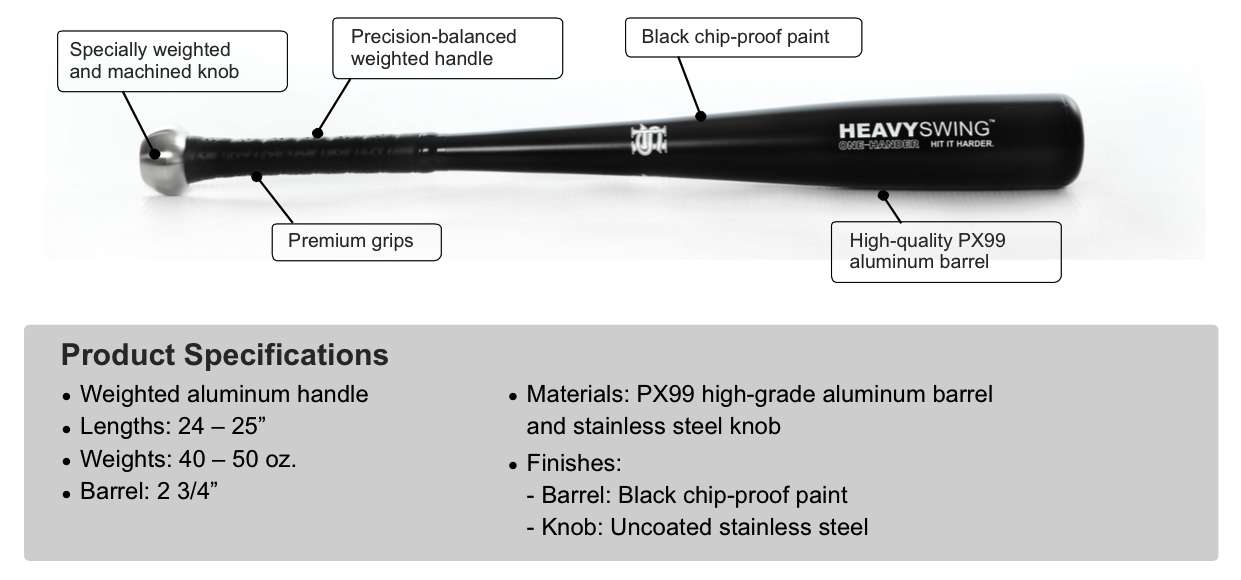 Specially weighted
and machined knob
Precision-balanced
weighted handle
Black chip-proof paint
HEAVYSWING™
ONE-HANDER HIT IT HARDER.
Premium grips
High-quality PX99
aluminum barrel
Product Specifications
• Weighted aluminum handle
• Lengths: 24 – 25”
• Weights: 40 – 50 oz.
• Barrel: 2 3/4”
• Materials: PX99 high-grade aluminum barrel
and stainless steel knob
• Finishes:
- Barrel: Black chip-proof paint
- Knob: Uncoated stainless steel